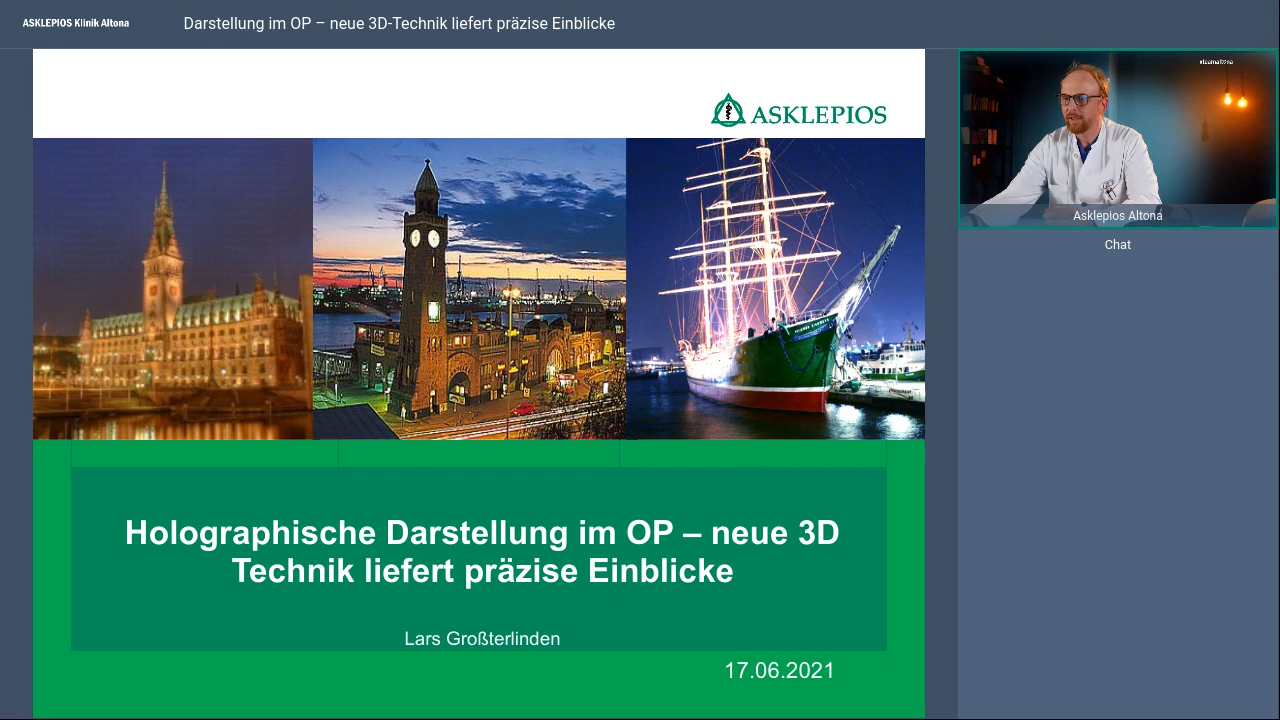 ASKLEPIOS Klinik Altona
Darstellung im OP – neue 3D-Technik liefert präzise Einblicke
#teamaltona
ASKLEPIOS
Asklepios Altona
Chat
Holographische Darstellung im OP – neue 3D
Technik liefert präzise Einblicke
Lars Großterlinden
17.06.2021